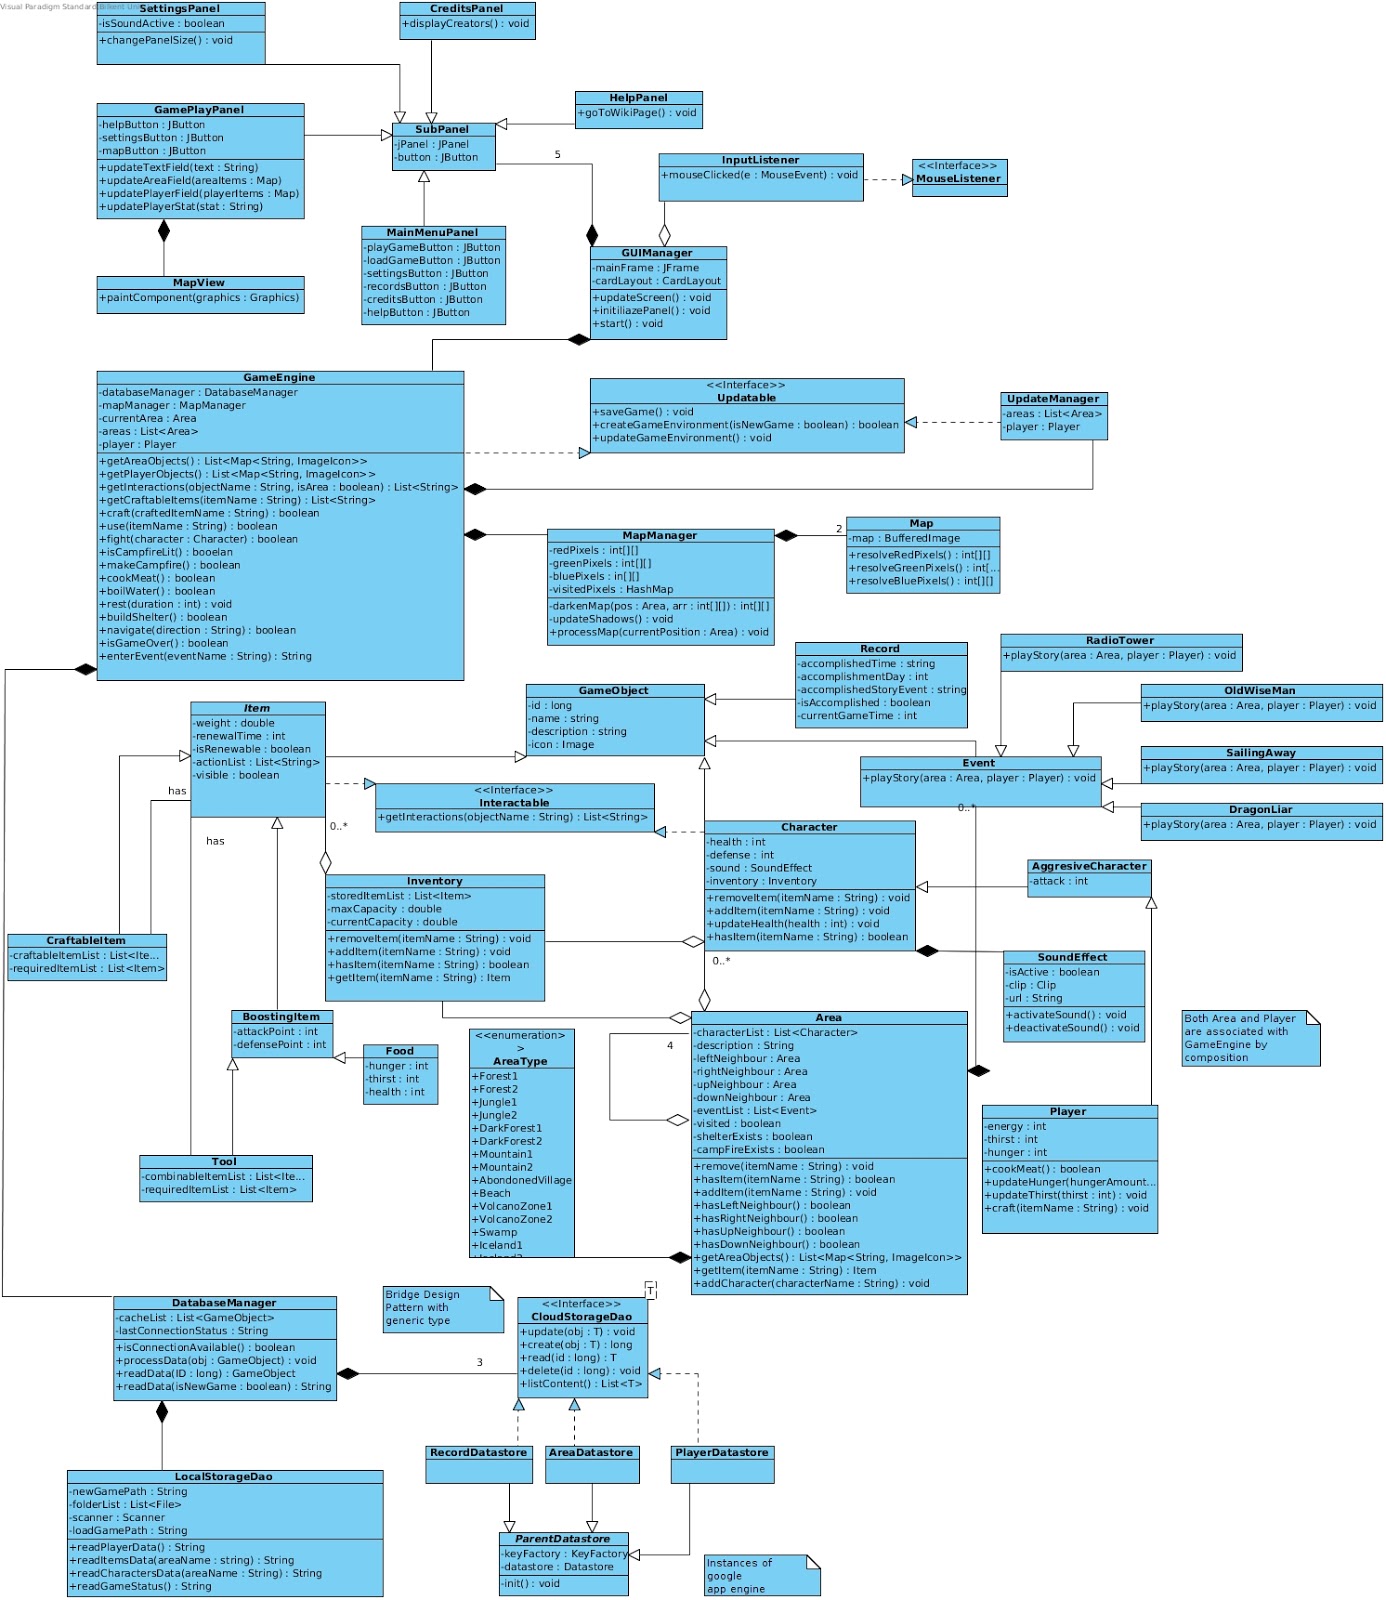 Visual Paradigm Standard(Bilkent Un
SettingsPanel
-isSoundActive : boolean
+changePanelSize() : void
CreditsPanel
+displayCreators() : void
HelpPanel
+goToWikiPage() : void
GamePlayPanel
-helpButton : JButton
-settingsButton : JButton
-mapButton : JButton
+updateTextField(text : String)
+updateAreaField(areaItems : Map)
+updatePlayerField(playerItems : Map)
+updatePlayerStat(stat : String)
SubPanel
-jPanel : JPanel
-button : JButton
5
InputListener
+mouseClicked(e : MouseEvent) : void
<<Interface>>
MouseListener
MainMenuPanel
-playGameButton : JButton
-loadGameButton : JButton
-settingsButton : JButton
-recordsButton : JButton
-creditsButton : JButton
-helpButton : JButton
GUIManager
-mainFrame : JFrame
-cardLayout : CardLayout
+updateScreen() : void
+initiliazePanel() : void
+start() : void
MapView
+paintComponent(graphics : Graphics)
GameEngine
-databaseManager : DatabaseManager
-mapManager : MapManager
-currentArea : Area
-areas : List<Area>
-player : Player
+getAreaObjects() : List<Map<String, ImageIcon>>
+getPlayerObjects() : List<Map<String, ImageIcon>>
+getInteractions(objectName : String, isArea : boolean) : List<String>
+getCraftableItems(itemName : String) : List<String>
+craft(craftedItemName : String) : boolean
+use(itemName : String) : boolean
+fight(character : Character) : boolean
+isCampfireLit() : booelan
+makeCampfire() : boolean
+cookMeat() : boolean
+boilWater() : boolean
+rest(duration : int) : void
+buildShelter() : boolean
+navigate(direction : String) : boolean
+isGameOver() : boolean
+enterEvent(eventName : String) : String
<<Interface>>
Updatable
+saveGame() : void
+createGameEnvironment(isNewGame : boolean) : boolean
+updateGameEnvironment() : void
UpdateManager
-areas : List<Area>
-player : Player
MapManager
-redPixels : int[][]
-greenPixels : int[][]
-bluePixels : in[][]
-visitedPixels : HashMap
-darkenMap(pos : Area, arr : int[][]) : int[][]
-updateShadows() : void
+processMap(currentPosition : Area) : void
2
Map
-map : BufferedImage
+resolveRedPixels() : int[][]
+resolveGreenPixels() : int[...
+resolveBluePixels() : int[][]
RadioTower
+playStory(area : Area, player : Player) : void
Record
-accomplishedTime : string
-accomplishmentDay : int
-accomplishedStoryEvent : string
-isAccomplished : boolean
-currentGameTime : int
OldWiseMan
+playStory(area : Area, player : Player) : void
GameObject
-id : long
-name : string
-description : string
-icon : Image
Item
-weight : double
-renewalTime : int
-isRenewable : boolean
-actionList : List<String>
-visible : boolean
SailingAway
+playStory(area : Area, player : Player) : void
Event
+playStory(area : Area, player : Player) : void
0..*
DragonLiar
+playStory(area : Area, player : Player) : void
has
has
0..*
<<Interface>>
Interactable
+getInteractions(objectName : String) : List<String>
Character
-health : int
-defense : int
-sound : SoundEffect
-inventory : Inventory
+removeItem(itemName : String) : void
+addItem(itemName : String) : void
+updateHealth(health : int) : void
+hasItem(itemName : String) : boolean
0..*
AggresiveCharacter
-attack : int
Inventory
-storedItemList : List<Item>
-maxCapacity : double
-currentCapacity : double
+removeItem(itemName : String) : void
+addItem(itemName : String) : void
+hasItem(itemName : String) : boolean
+getItem(itemName : String) : Item
CraftableItem
-craftableItemList : List<Ite...
-requiredItemList : List<Item>
SoundEffect
-isActive : boolean
-clip : Clip
-url : String
+activateSound() : void
+deactivateSound() : void
BoostingItem
-attackPoint : int
-defensePoint : int
Food
-hunger : int
-thirst : int
-health : int
<<enumeration>
>
AreaType
+Forest1
+Forest2
+Jungle1
+Jungle2
+DarkForest1
+DarkForest2
+Mountain1
+Mountain2
+AbondonedVillage
+Beach
+VolcanoZone1
+VolcanoZone2
+Swamp
+Iceland1
4
Area
-characterList : List<Character>
-description : String
-leftNeighbour : Area
-rightNeighbour : Area
-upNeighbour : Area
-downNeighbour : Area
-eventList : List<Event>
-visited : boolean
-shelterExists : boolean
-campFireExists : boolean
+remove(itemName : String) : void
+hasItem(itemName : String) : boolean
+addItem(itemName : String) : void
+hasLeftNeighbour() : boolean
+hasRightNeighbour() : boolean
+hasUpNeighbour() : boolean
+hasDownNeighbour() : boolean
+getAreaObjects() : List<Map<String, ImageIcon>>
+getItem(itemName : String) : Item
+addCharacter(characterName : String) : void
Both Area and Player
are associated with
GameEngine by
composition
Player
-energy : int
-thirst : int
-hunger : int
+cookMeat() : boolean
+updateHunger(hungerAmount...
+updateThirst(thirst : int) : void
+craft(itemName : String) : void
Tool
-combinableItemList : List<Ite...
-requiredItemList : List<Item>
DatabaseManager
-cacheList : List<GameObject>
-lastConnectionStatus : String
+isConnectionAvailable() : boolean
+processData(obj : GameObject) : void
+readData(ID : long) : GameObject
+readData(isNewGame : boolean) : String
Bridge Design
Pattern with
generic type
3
T
<<Interface>>
CloudStorageDao
+update(obj : T) : void
+create(obj : T) : long
+read(id : long) : T
+delete(id : long) : void
+listContent() : List<T>
RecordDatastore
AreaDatastore
PlayerDatastore
LocalStorageDao
-newGamePath : String
-folderList : List<File>
-scanner : Scanner
-loadGamePath : String
+readPlayerData() : String
+readItemsData(areaName : string) : String
+readCharactersData(areaName : String) : String
+readGameStatus() : String
ParentDatastore
-keyFactory : KeyFactory
-datastore : Datastore
-init() : void
Instances of
google
app engine